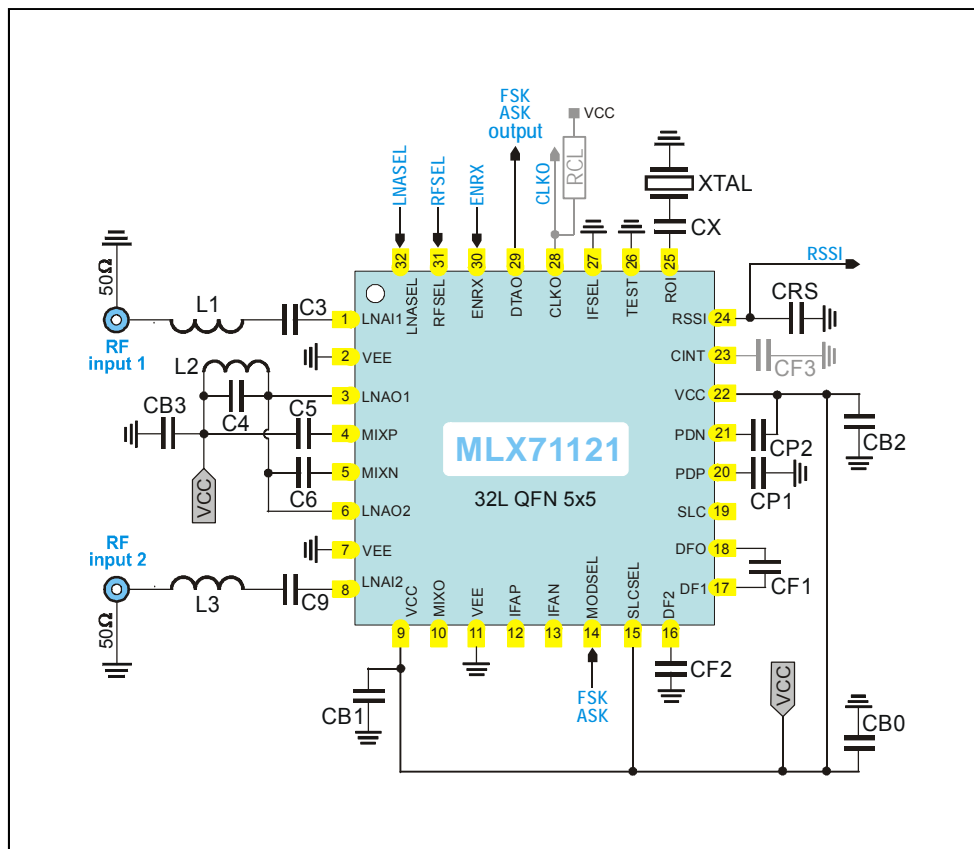 FSK
ASK
output
VCC
LNASEL
RFSEL
ENRX
CLKO
RCL
XTAL
CX
32
31
30
29
28
27
26
25
LNASEL
RFSEL
ENRX
DTAO
CLKO
IFSEL
TEST
ROI
RSSI
50Ω
RF
input 1
L1
C3
1 LNAI1
2 VEE
L2
C4
3 LNAO1
CB3
C5
4 MIXP
5 MIXN
C6
6 LNAO2
VCC
7 VEE
RF
input 2
50Ω
L3
C9
8 LNAI2
MLX71121
32L QFN 5x5
RSSI 24
CRS
CINT 23
CF3
VCC 22
PDN 21
CP2
CB2
PDP 20
CP1
SLC 19
DFO 18
DF1 17
CF1
VCC
MIXO
VEE
IFAP
IFAN
MODSEL
SLCSEL
DF2
9
10
11
12
13
14
15
16
CB1
FSK
ASK
CF2
VCC
CB0